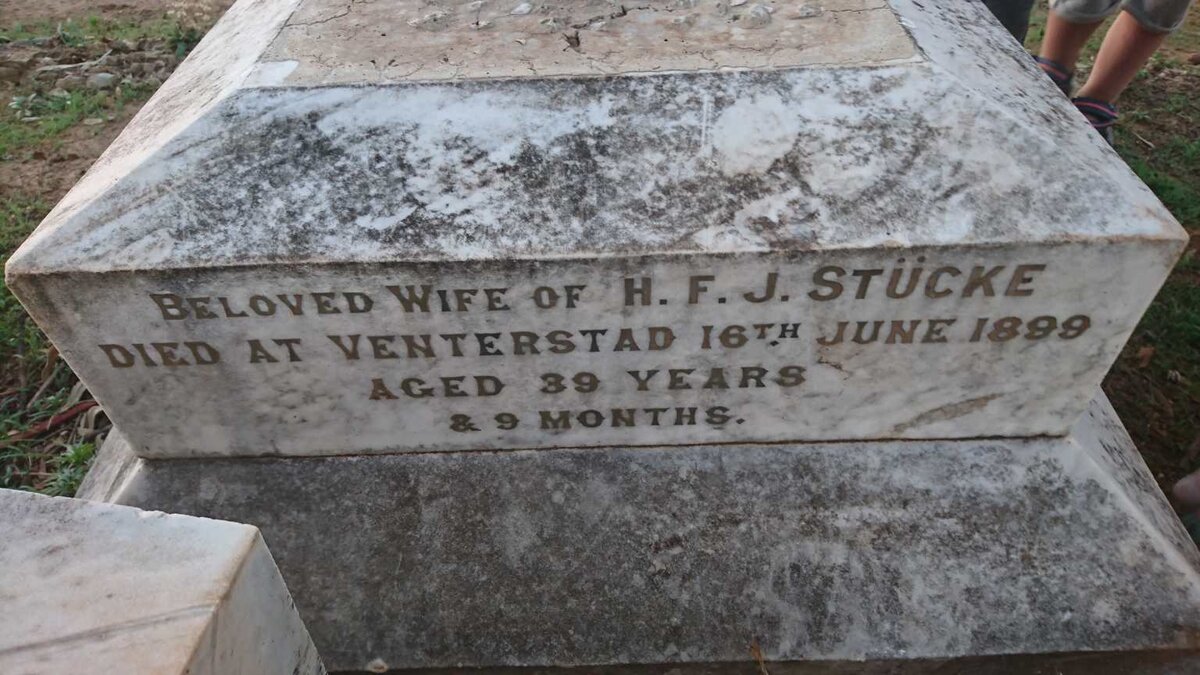 BELOVED WIFE OF H. F. J. STÜCKE
DIED AT VENTERSTAD 16TH JUNE 1899
AGED 39 YEARS
& 9 MONTHS.